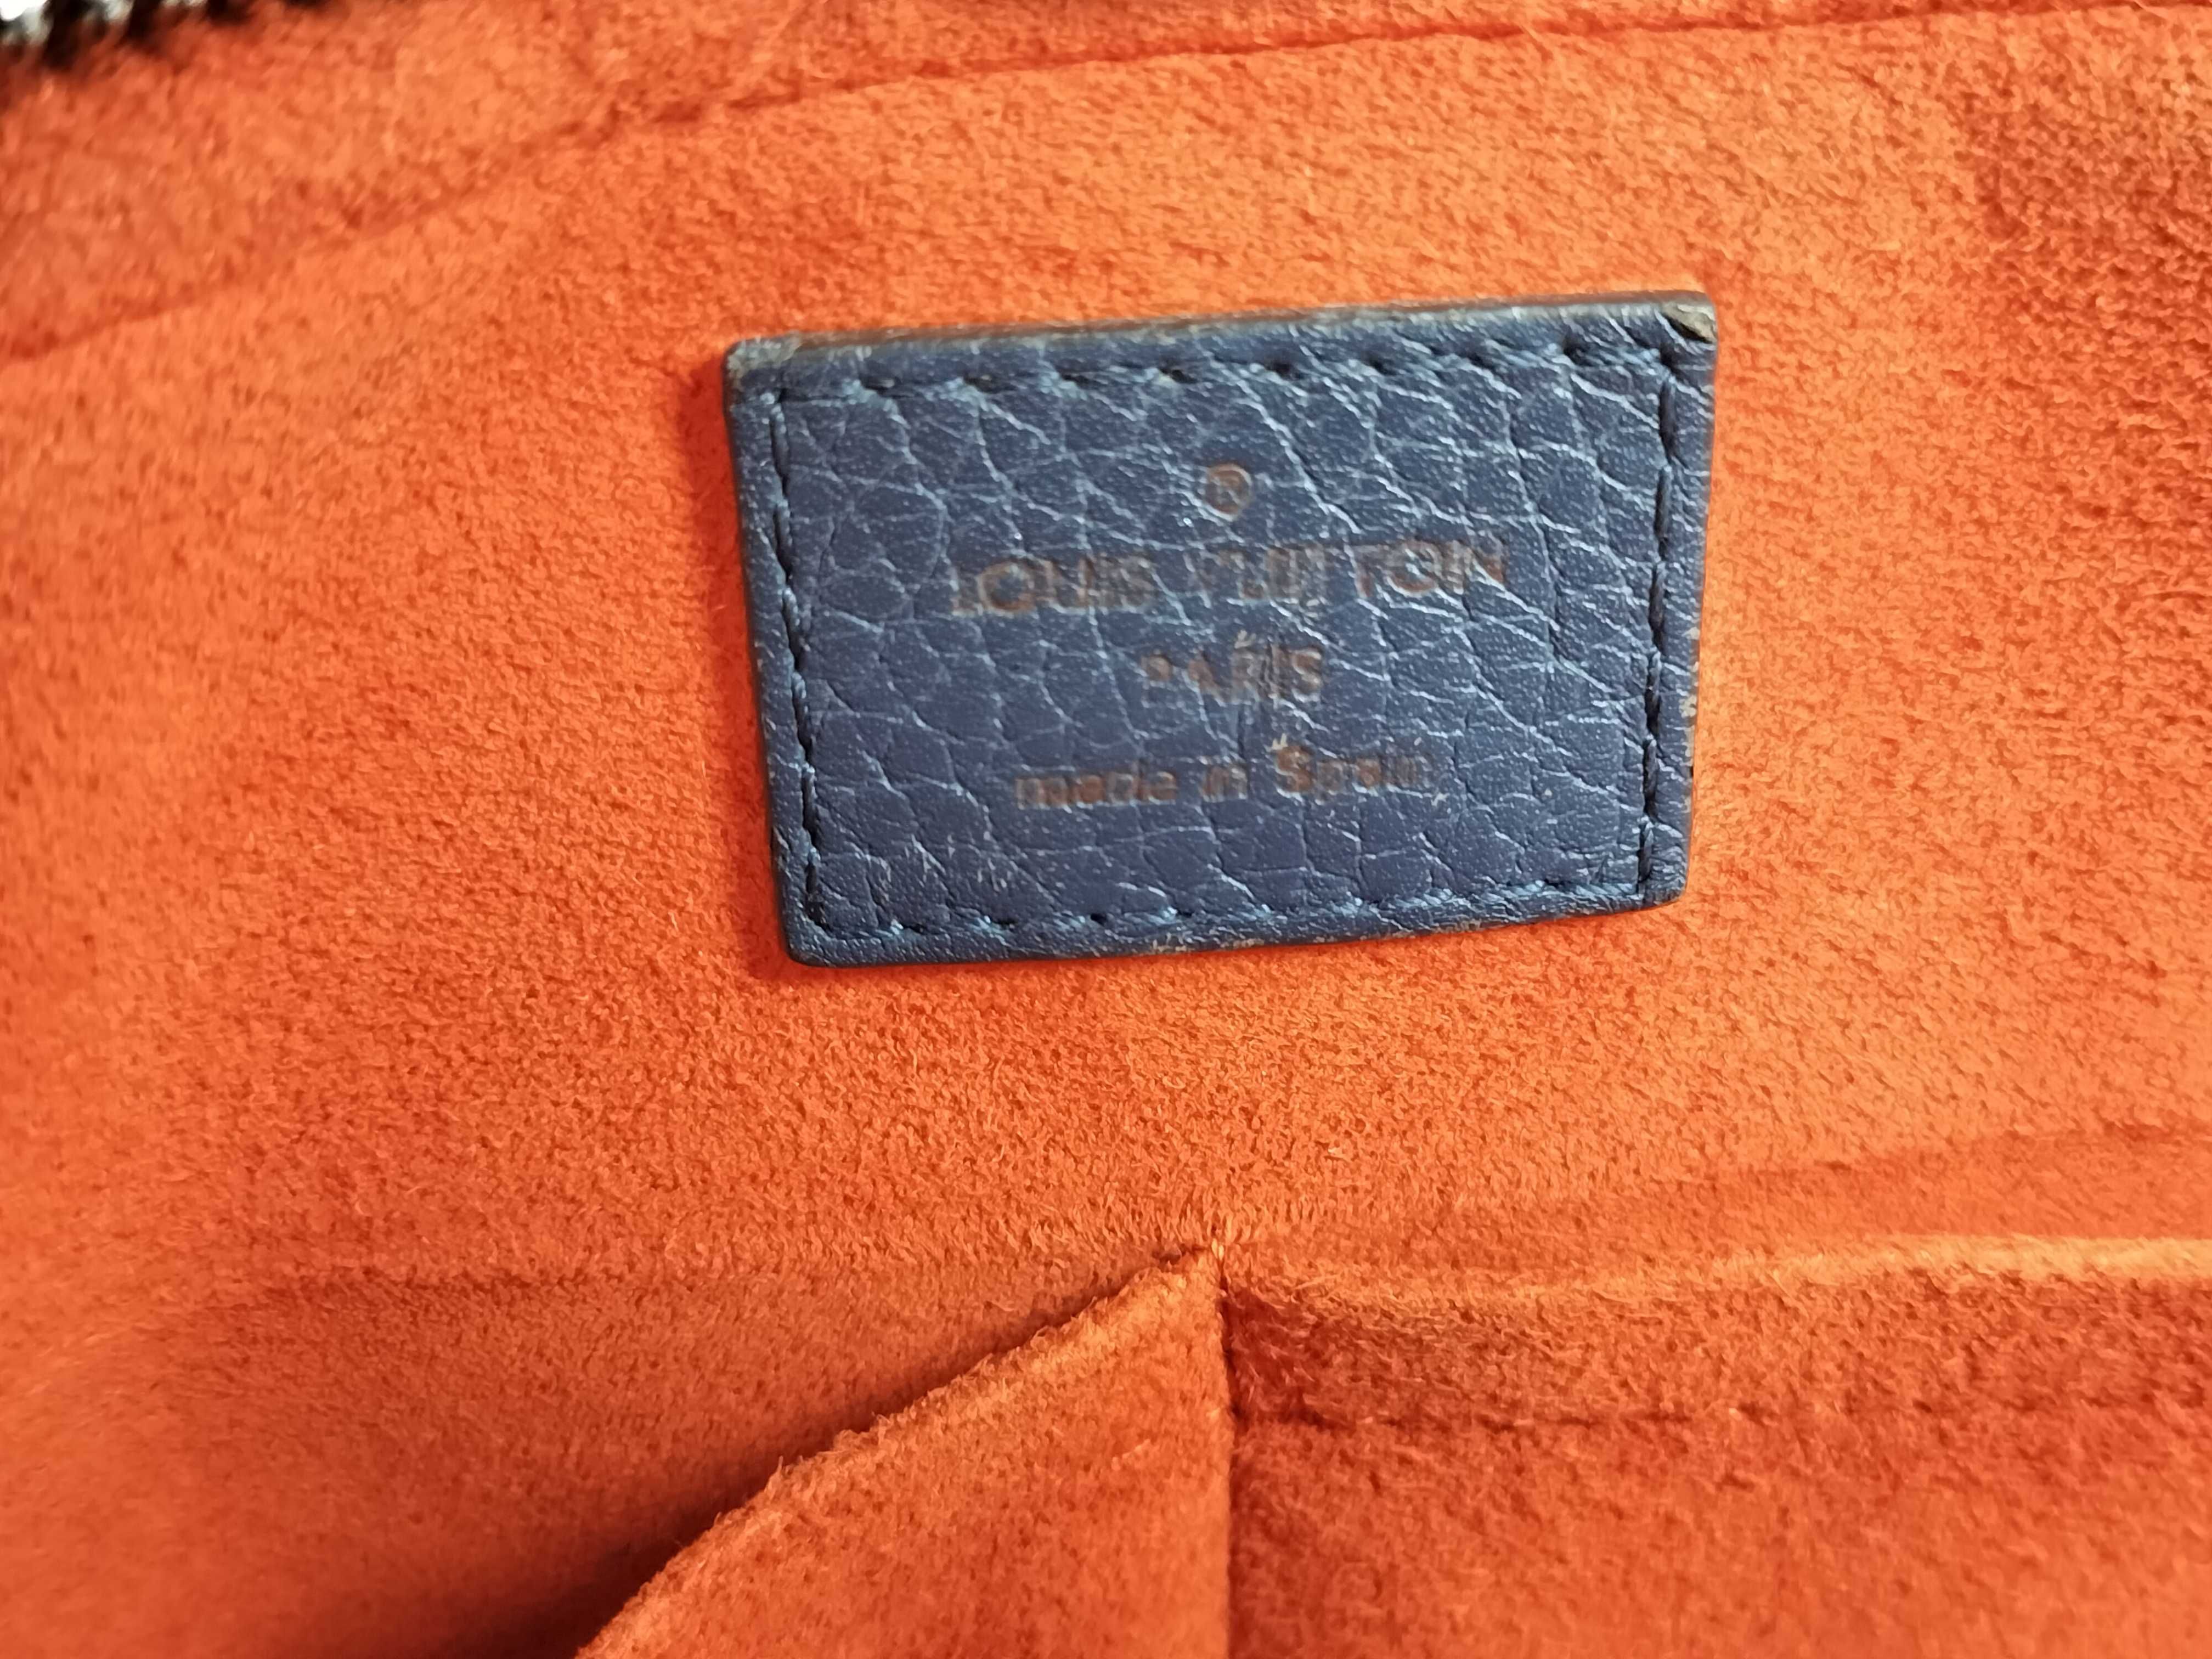 ®
LOUIS VUITTON
PARIS
made in Spain